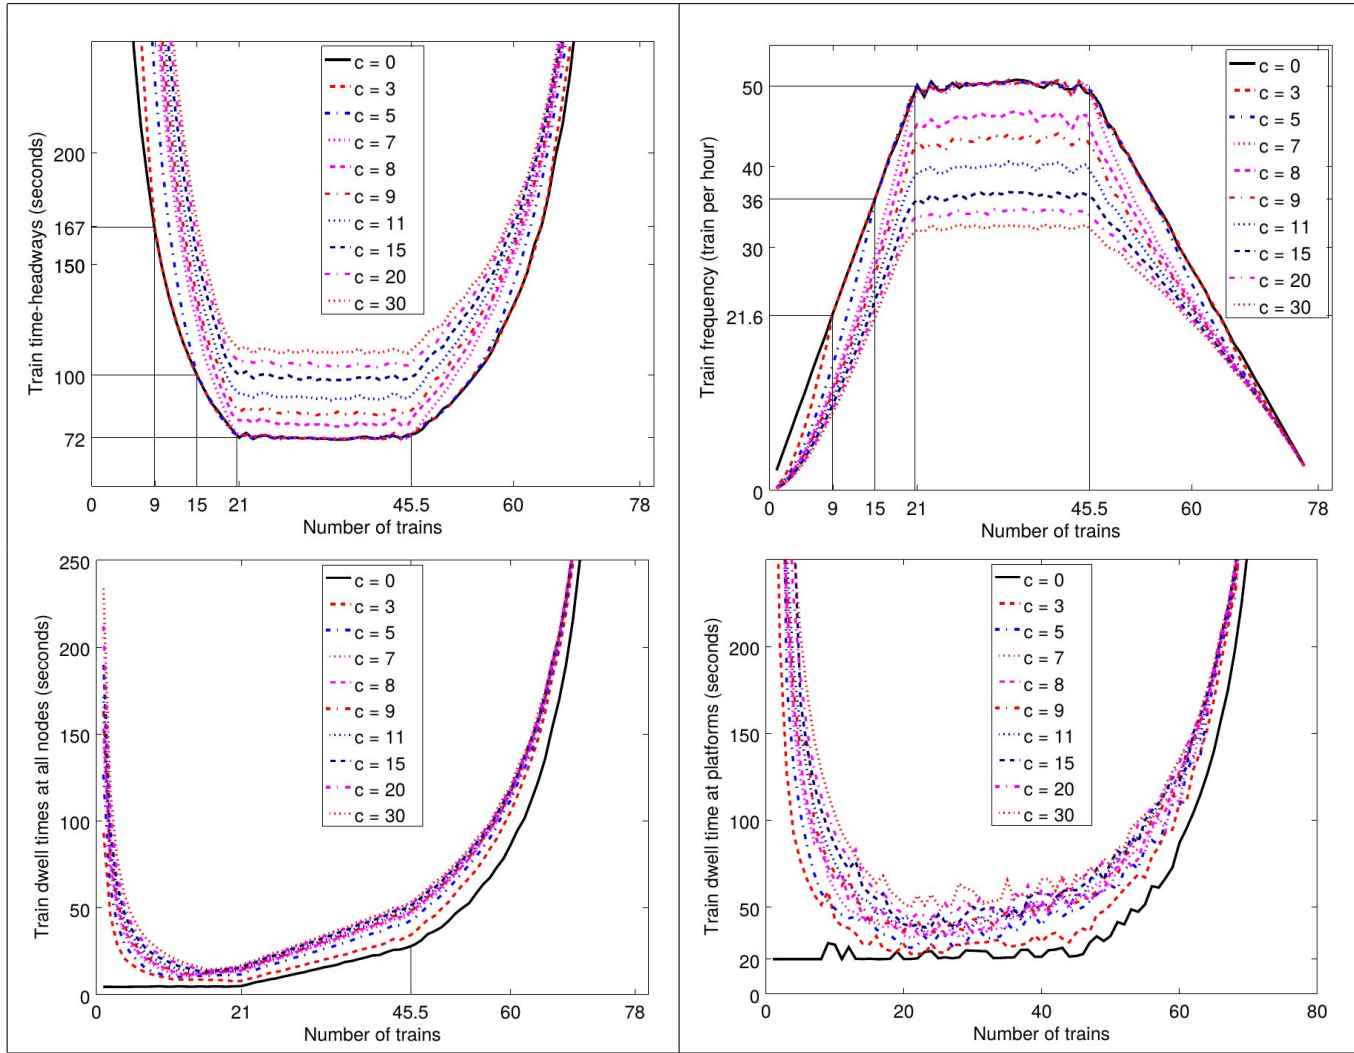 Train time-headways (seconds)
200
167
150
100
72
c = 0
c = 3
c = 5
c = 7
c = 8
c = 9
c = 11
c = 15
c = 20
c = 30
0 9 15 21 45.5 60 78
Number of trains
Train frequency (train per hour)
50
40
36
30
21.6
0
c = 0
c = 3
c = 5
c = 7
c = 8
c = 9
c = 11
c = 15
c = 20
c = 30
0 9 15 21 45.5 60 78
Number of trains
Train dwell times at all nodes (seconds)
250
200
150
100
50
0
c = 0
c = 3
c = 5
c = 7
c = 8
c = 9
c = 11
c = 15
c = 20
c = 30
0 21 45.5 60 78
Number of trains
Train dwell time at platforms (seconds)
200
150
100
50
20
0
c = 0
c = 3
c = 5
c = 7
c = 8
c = 9
c = 11
c = 15
c = 20
c = 30
0 20 40 60 80
Number of trains